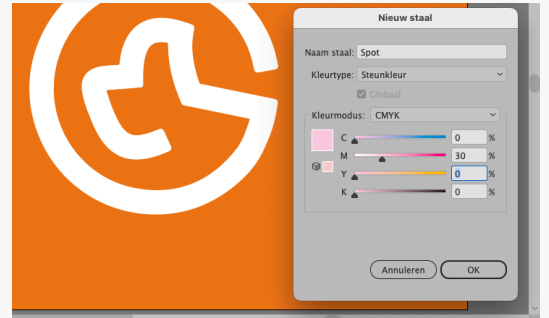 Nieuw staal
Naam staal: Spot
Kleurtype: Steunkleur
Globaal
Kleurmodus: CMYK
C 0 %
M 30 %
Y 0 %
K 0 %
Annuleren OK